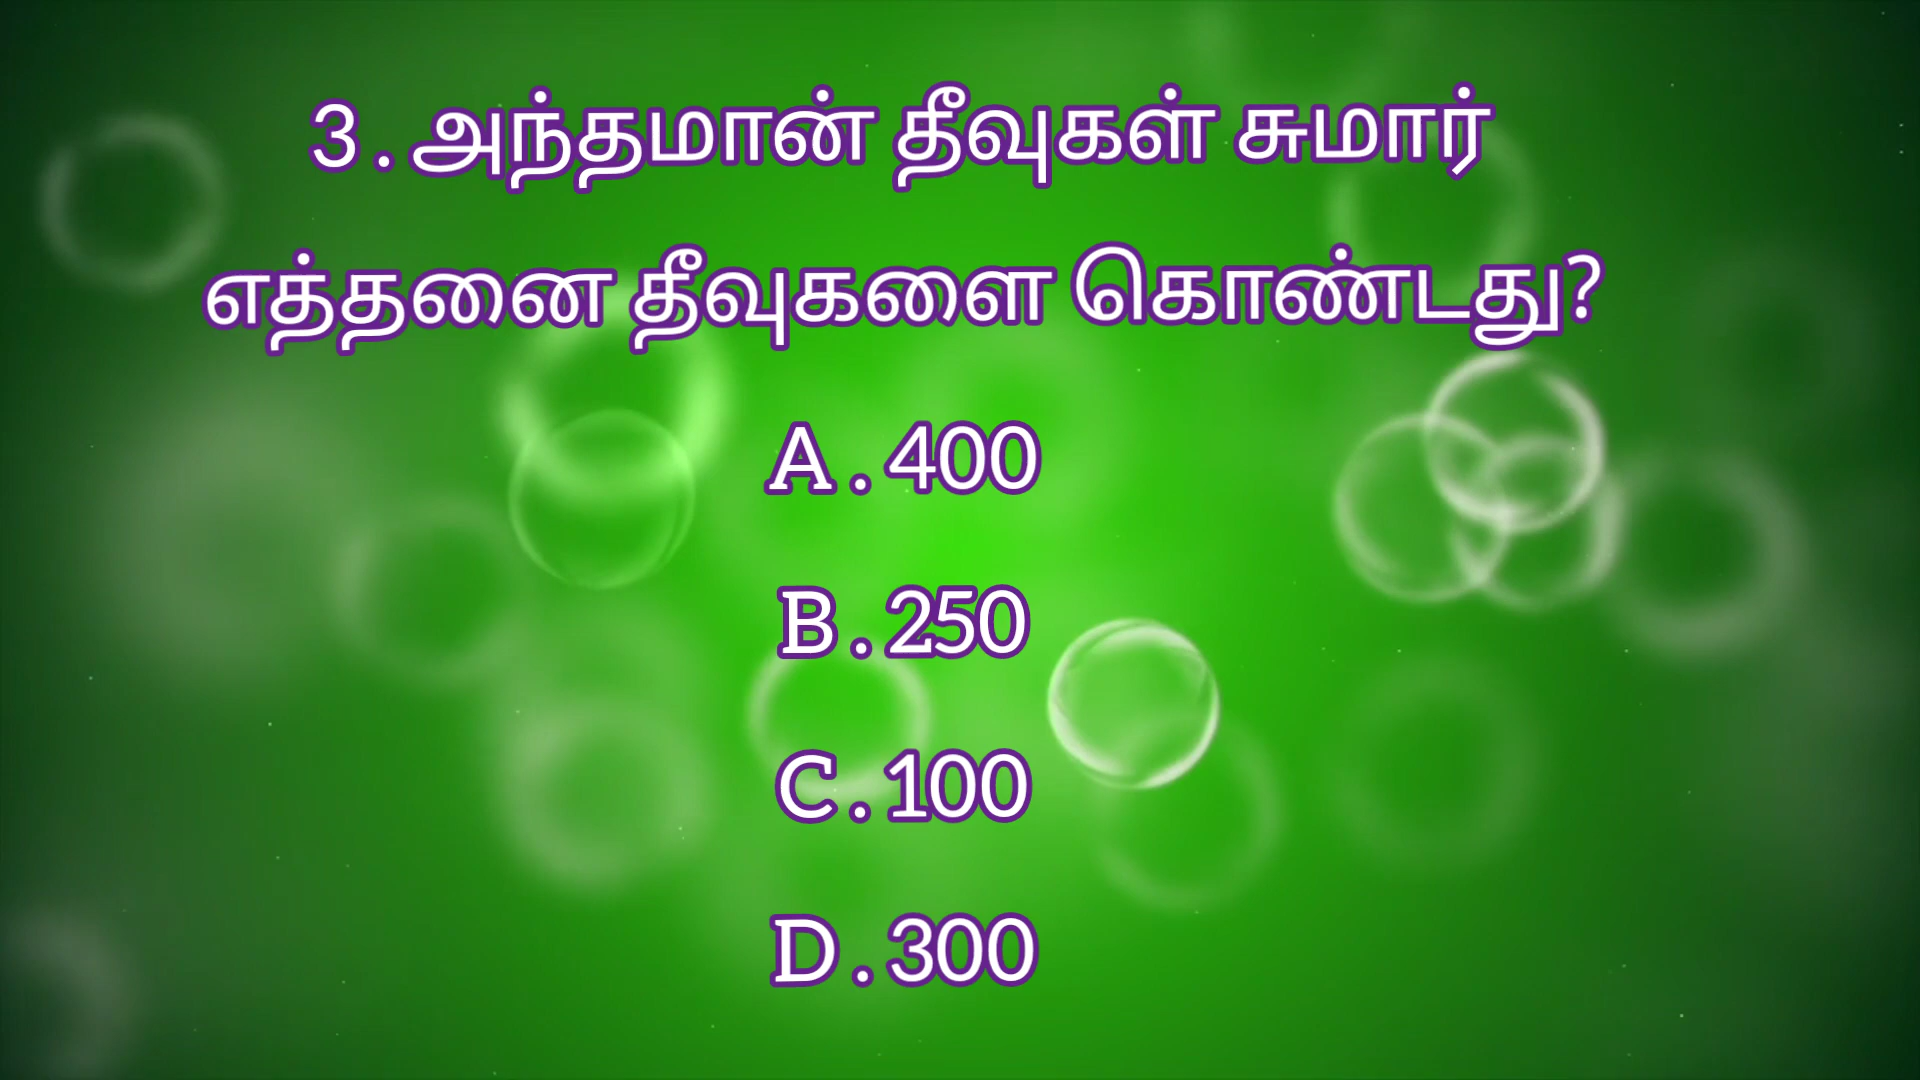 3 . அந்தமான் தீவுகள் சுமார்
எத்தனை தீவுகளை கொண்டது?
A . 400
B . 250
C . 100
D . 300